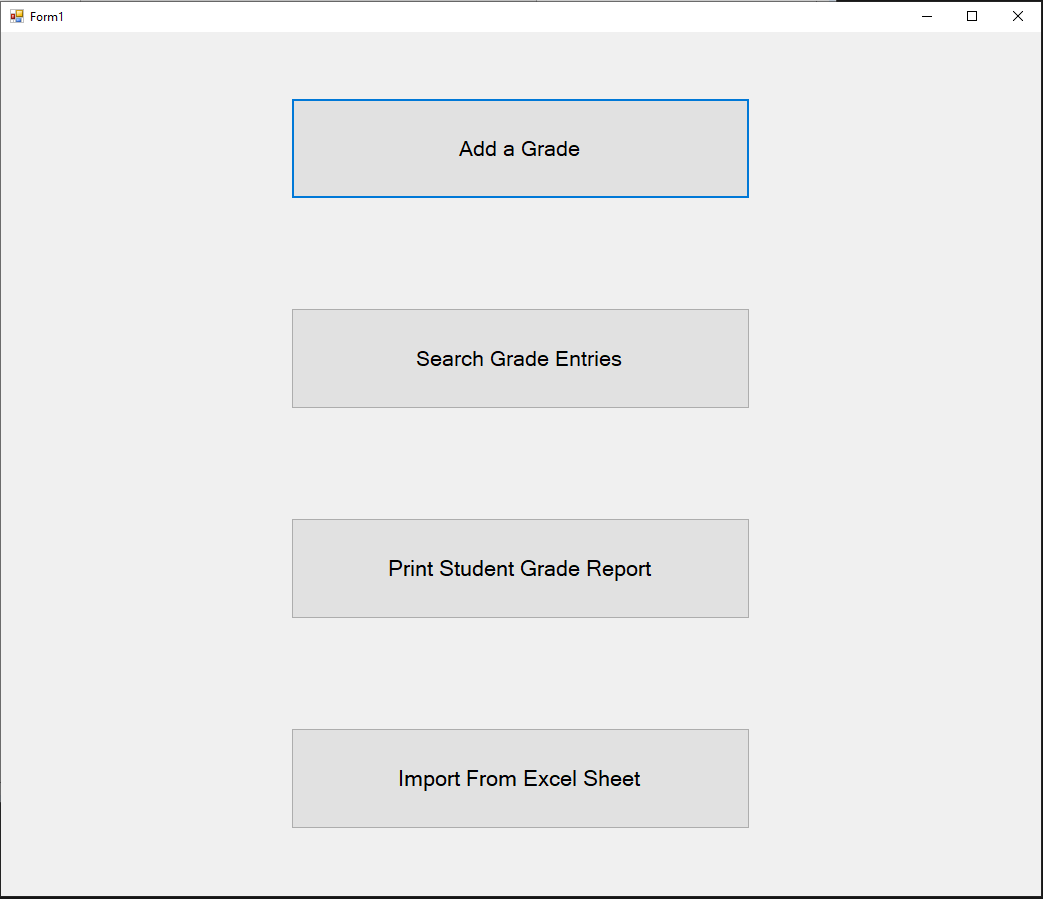 Form1
Add a Grade
Search Grade Entries
Print Student Grade Report
Import From Excel Sheet